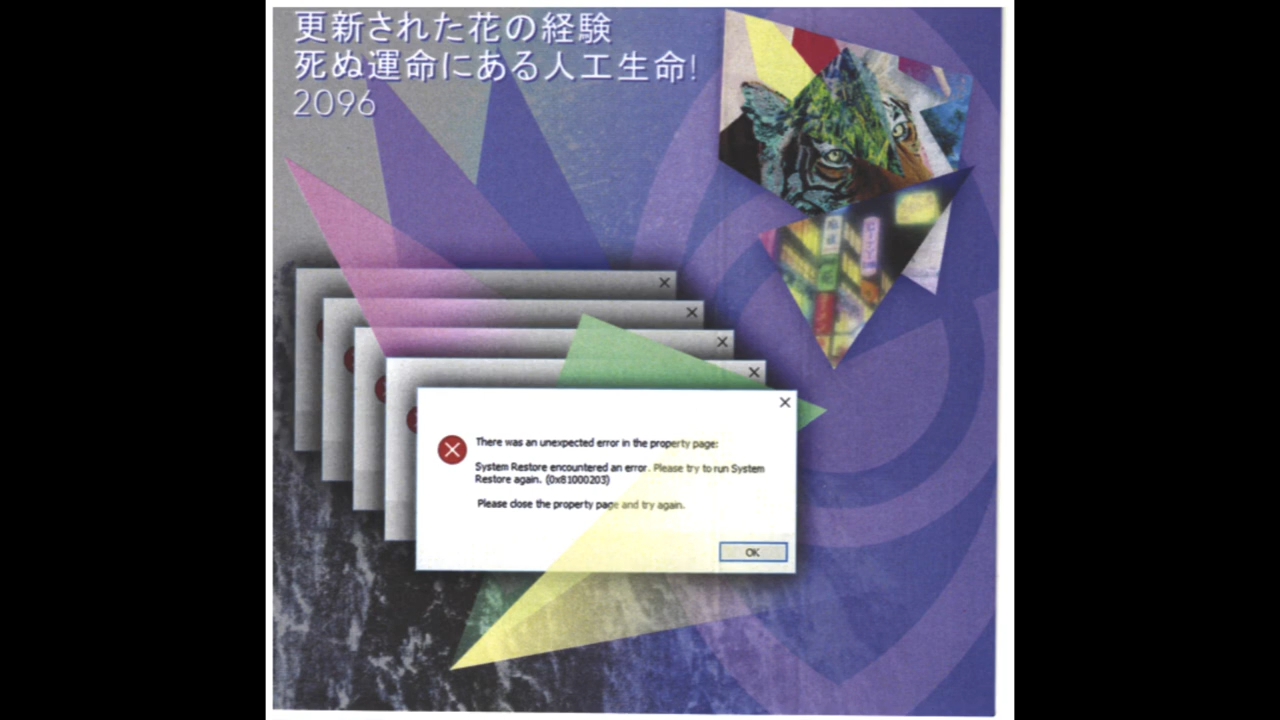 更新された花の経験
死ぬ運命にある人工生命!
2096
There was an unexpected error in the property page:
System Restore encountered an error. Please try to run System
Restore again. (0x81000203)
Please close the property page and try again.
OK